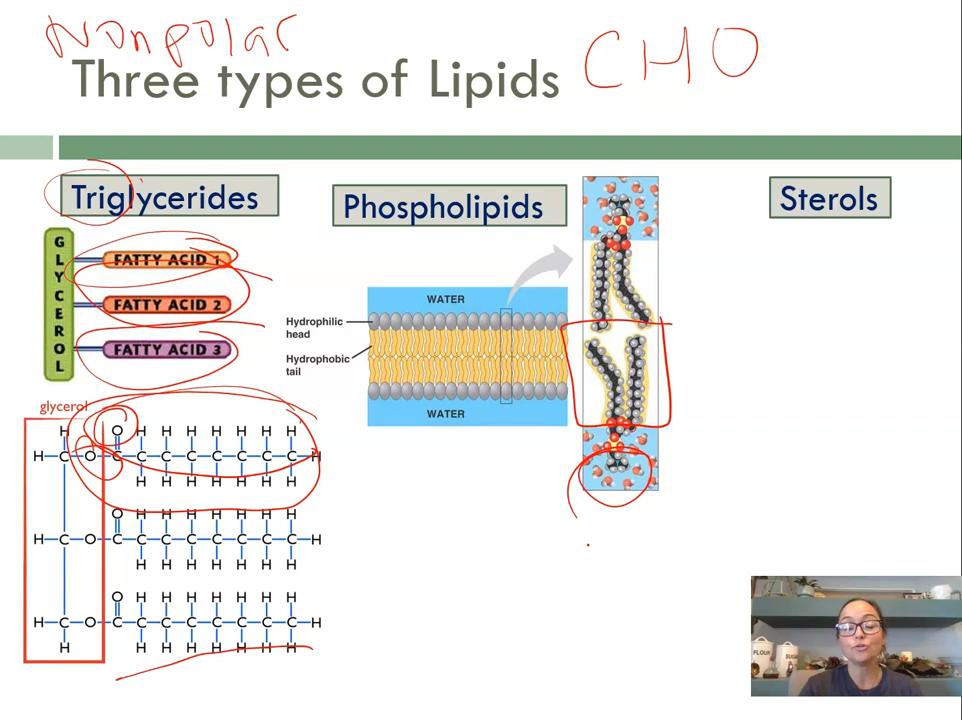 Nonpolar
Three types of Lipids CHO
Triglycerides
Phospholipids
Sterols
GLYCEROL
FATTY ACID 1
FATTY ACID 2
FATTY ACID 3
WATER
Hydrophilic
head
Hydrophobic
tail
WATER
glycerol
H O H H H H H H H
H C O C C C C C C C C H
H H H H H H H
O H H H H H H H
H C O C C C C C C C C H
H H H H H H H
O H H H H H H H
H C O C C C C C C C C H
H H H H H H H H
FLOUR
SUGAR